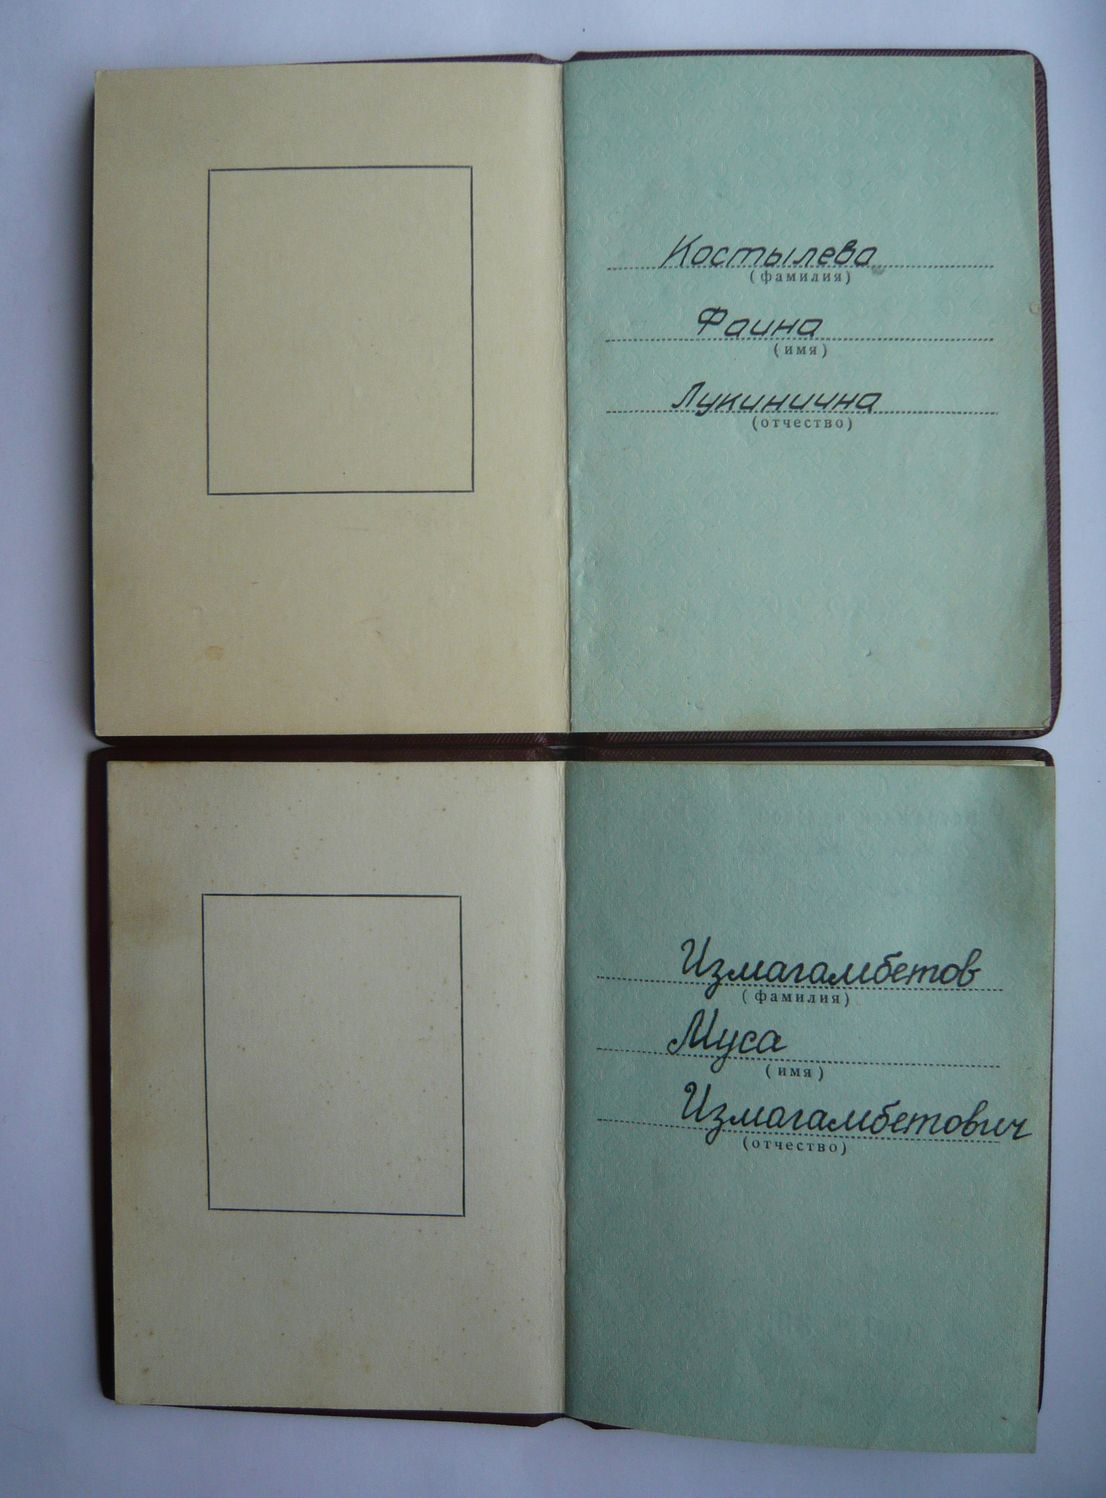 Костылева
(фамилия)
Фаина
(имя)
Лукинична
(отчество)
Измагамбетов
(фамилия)
Муса
(имя)
Измагамбетович
(отчество)